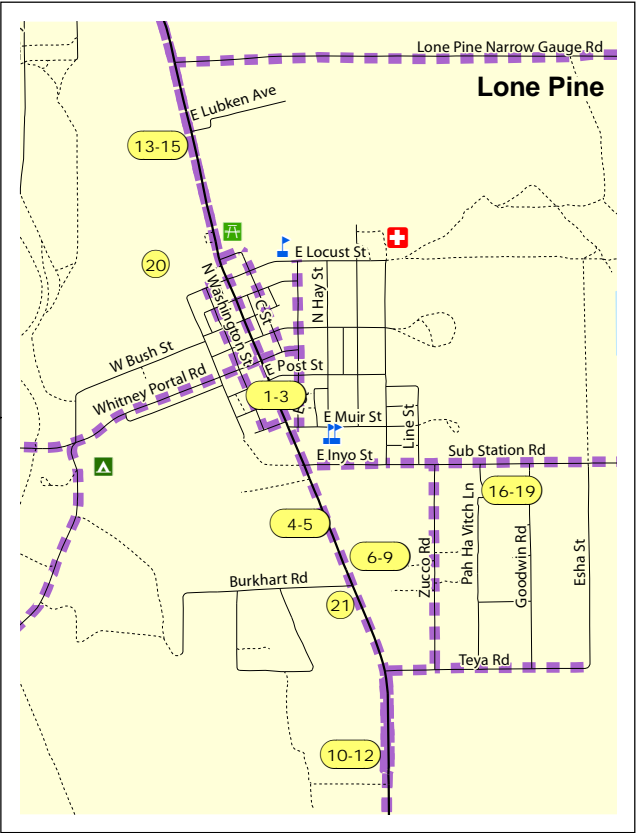 Lone Pine Narrow Gauge Rd
Lone Pine
E Lubken Ave
13-15
E Locust St
20
N Washington St
C St
N Hay St
W Bush St
E Post St
Whitney Portal Rd
1-3
E Muir St
Line St
E Inyo St
Sub Station Rd
16-19
4-5
Zucco Rd
Pah Ha Vitch Ln
Goodwin Rd
Esha St
6-9
Burkhart Rd
21
Teya Rd
10-12